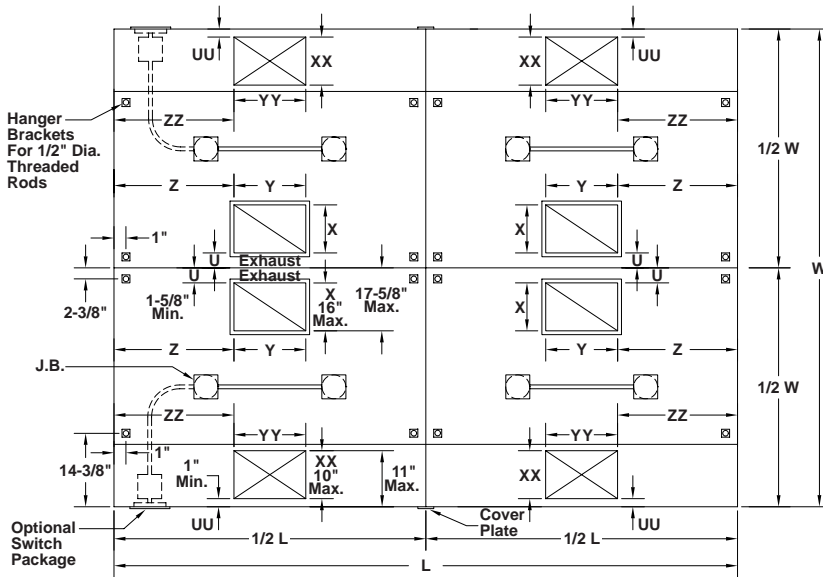 UU XX XX UU
YY YY
Hanger
Brackets
For 1/2" Dia.
Threaded
Rods
ZZ ZZ
1/2 W
Z Y Y Z
X X
1"
U Exhaust U
U Exhaust U
W
2-3/8"
1-5/8"
Min.
X
16"
Max.
17-5/8"
Max.
X
Z Y Y Z
J.B.
1/2 W
ZZ ZZ
YY YY
14-3/8"
1"
1"
Min.
XX
10"
Max.
11"
Max.
XX
UU UU
Optional
Switch
Package
Cover
Plate
1/2 L 1/2 L
L